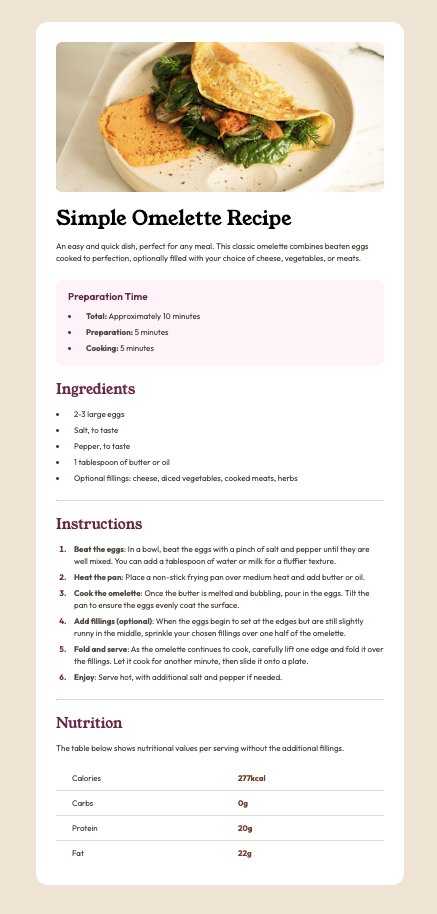 Simple Omelette Recipe
An easy and quick dish, perfect for any meal. This classic omelette combines beaten eggs
cooked to perfection, optionally filled with your choice of cheese, vegetables, or meats.
Preparation Time
• Total: Approximately 10 minutes
• Preparation: 5 minutes
• Cooking: 5 minutes
Ingredients
• 2-3 large eggs
• Salt, to taste
• Pepper, to taste
• 1 tablespoon of butter or oil
• Optional fillings: cheese, diced vegetables, cooked meats, herbs
Instructions
1. Beat the eggs: In a bowl, beat the eggs with a pinch of salt and pepper until they are
well mixed. You can add a tablespoon of water or milk for a fluffier texture.
2. Heat the pan: Place a non-stick frying pan over medium heat and add butter or oil.
3. Cook the omelette: Once the butter is melted and bubbling, pour in the eggs. Tilt the
pan to ensure the eggs evenly coat the surface.
4. Add fillings (optional): When the eggs begin to set at the edges but are still slightly
runny in the middle, sprinkle your chosen fillings over one half of the omelette.
5. Fold and serve: As the omelette continues to cook, carefully lift one edge and fold it over
the fillings. Let it cook for another minute, then slide it onto a plate.
6. Enjoy: Serve hot, with additional salt and pepper if needed.
Nutrition
The table below shows nutritional values per serving without the additional fillings.
Calories 277kcal
Carbs 0g
Protein 20g
Fat 22g